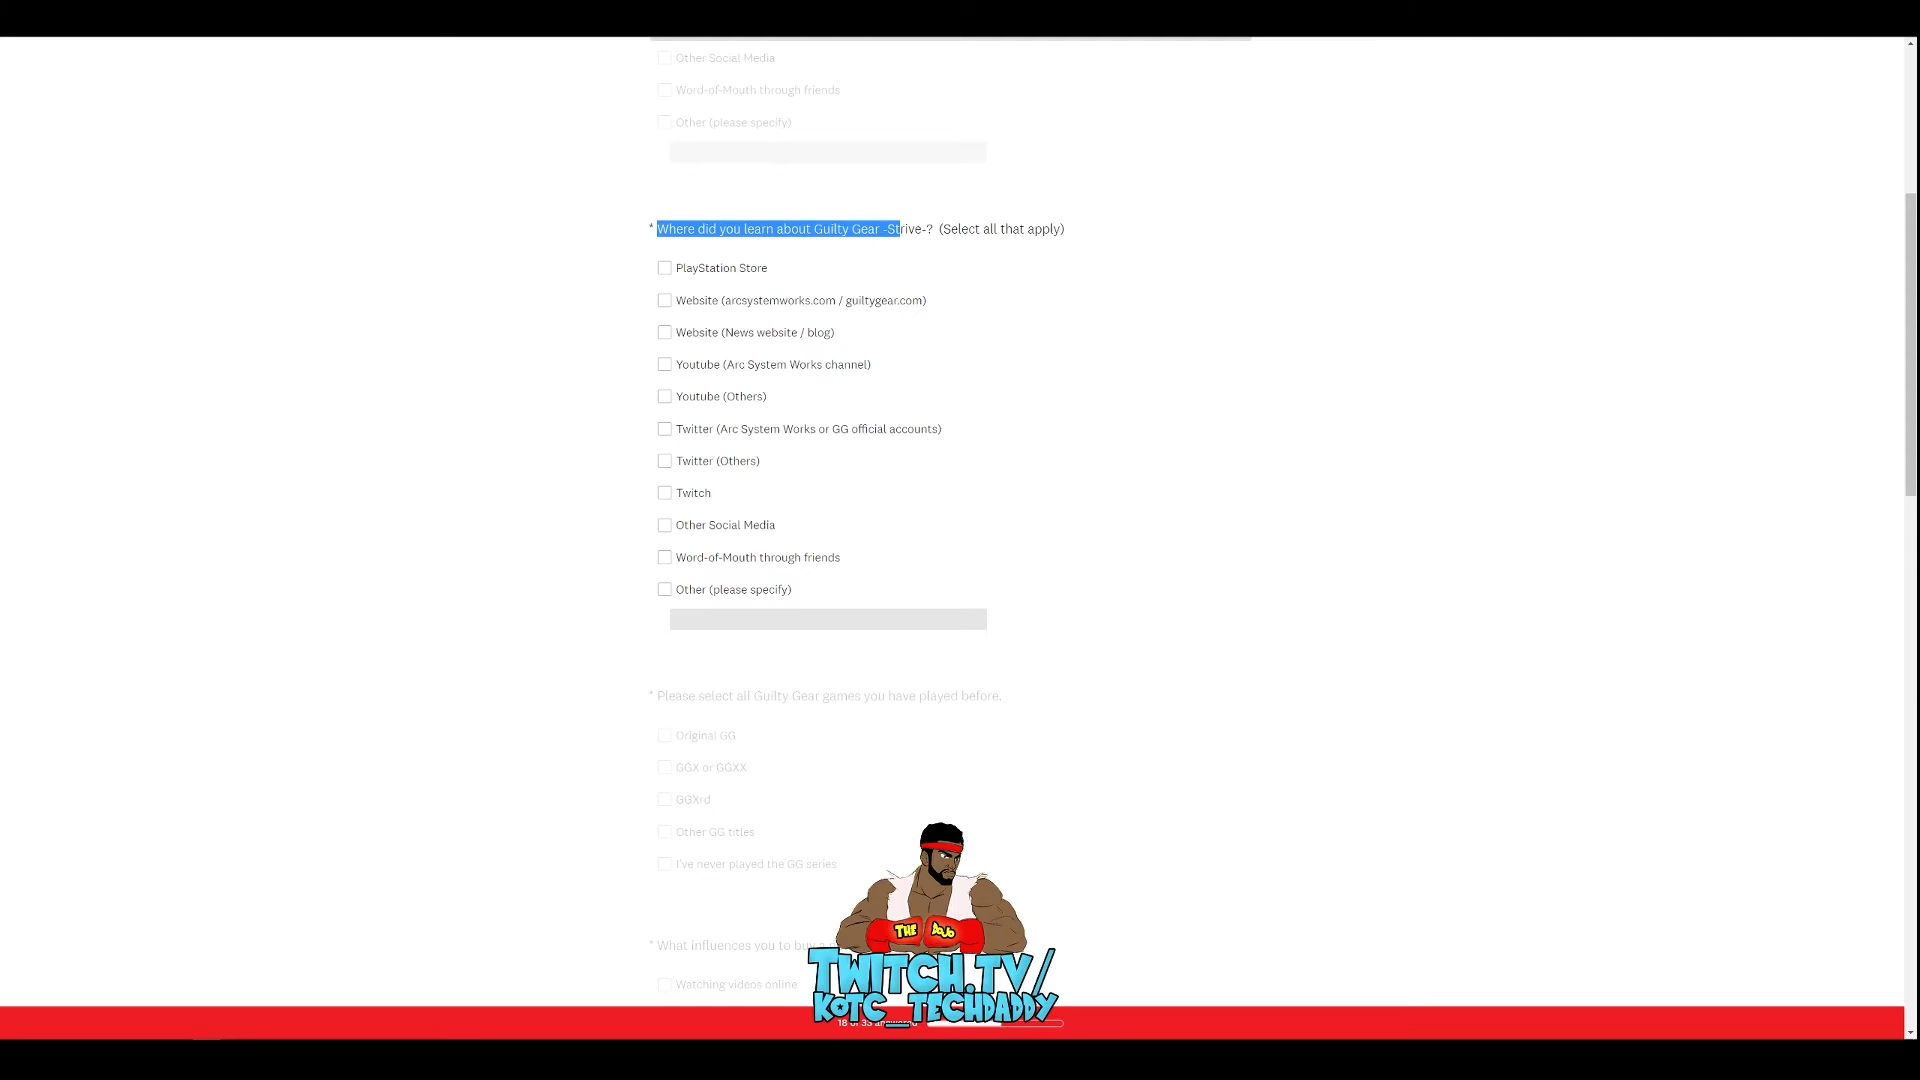 Other Social Media
Word-of-Mouth through friends
Other (please specify)
* Where did you learn about Guilty Gear -Strive-? (Select all that apply)
PlayStation Store
Website (arcsystemworks.com / guiltygear.com)
Website (News website / blog)
Youtube (Arc System Works channel)
Youtube (Others)
Twitter (Arc System Works or GG official accounts)
Twitter (Others)
Twitch
Other Social Media
Word-of-Mouth through friends
Other (please specify)
* Please select all Guilty Gear games you have played before.
Original GG
GGX or GGXX
GGXrd
Other GG titles
I've never played the GG series
* What influences you to buy
Watching videos online
THE DOJO
TWITCH.TV/
KOTC_TECHDADDY
18 of 33 answered